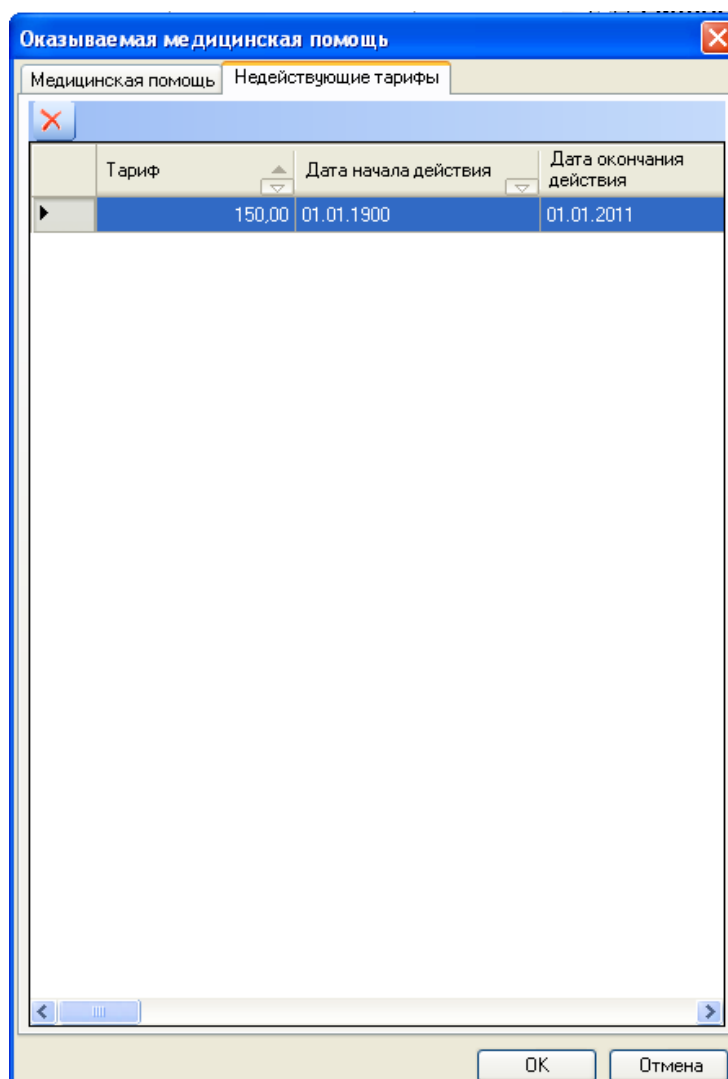 Оказываемая медицинская помощь
Медицинская помощь Недействующие тарифы
Тариф Дата начала действия Дата окончания действия
150,00 01.01.1900 01.01.2011
OK Отмена